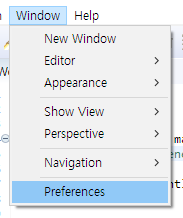 Window Help
New Window
Editor
Appearance
Show View
Perspective
Navigation
Preferences